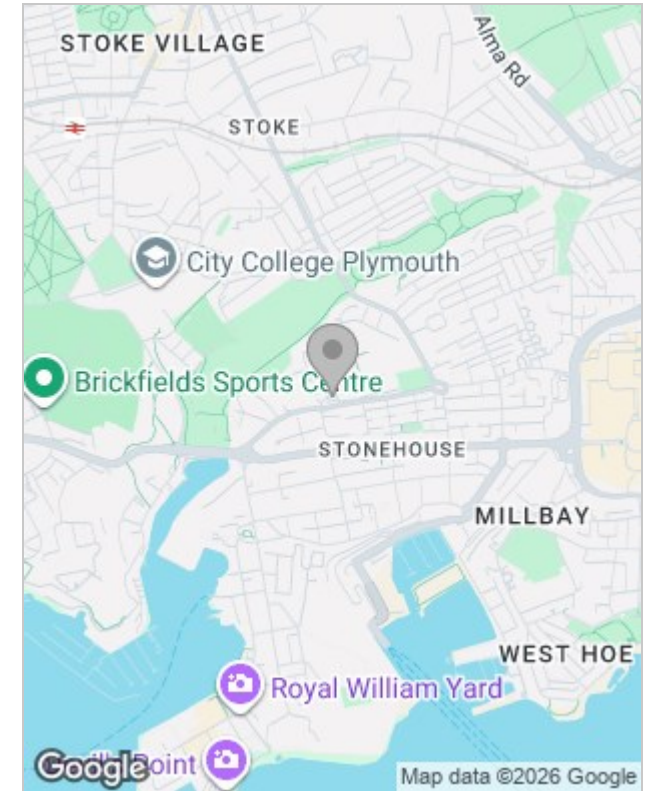 STOKE VILLAGE
Alma Rd
STOKE
City College Plymouth
Brickfields Sports Centre
STONEHOUSE
MILLBAY
WEST HOE
Royal William Yard
Point
Google
Map data ©2026 Google